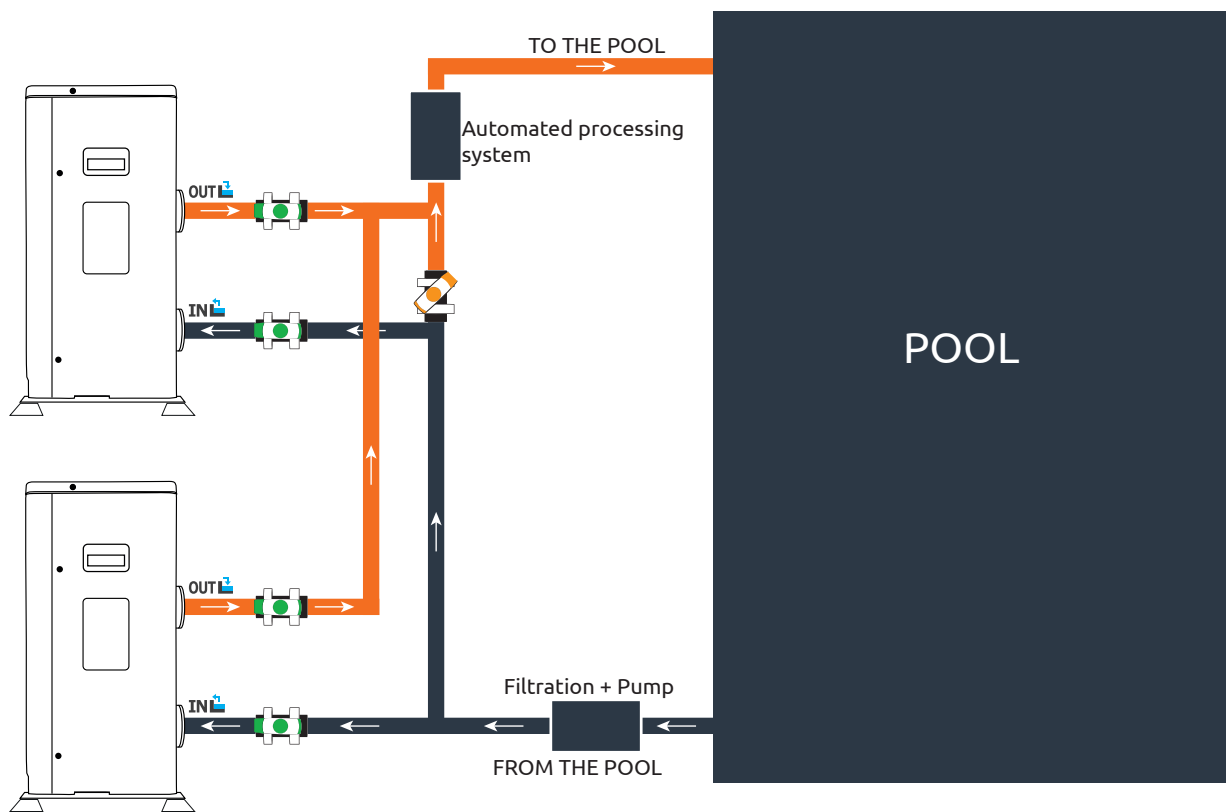 TO THE POOL
Automated processing
system
OUT
IN
POOL
OUT
IN
Filtration + Pump
FROM THE POOL